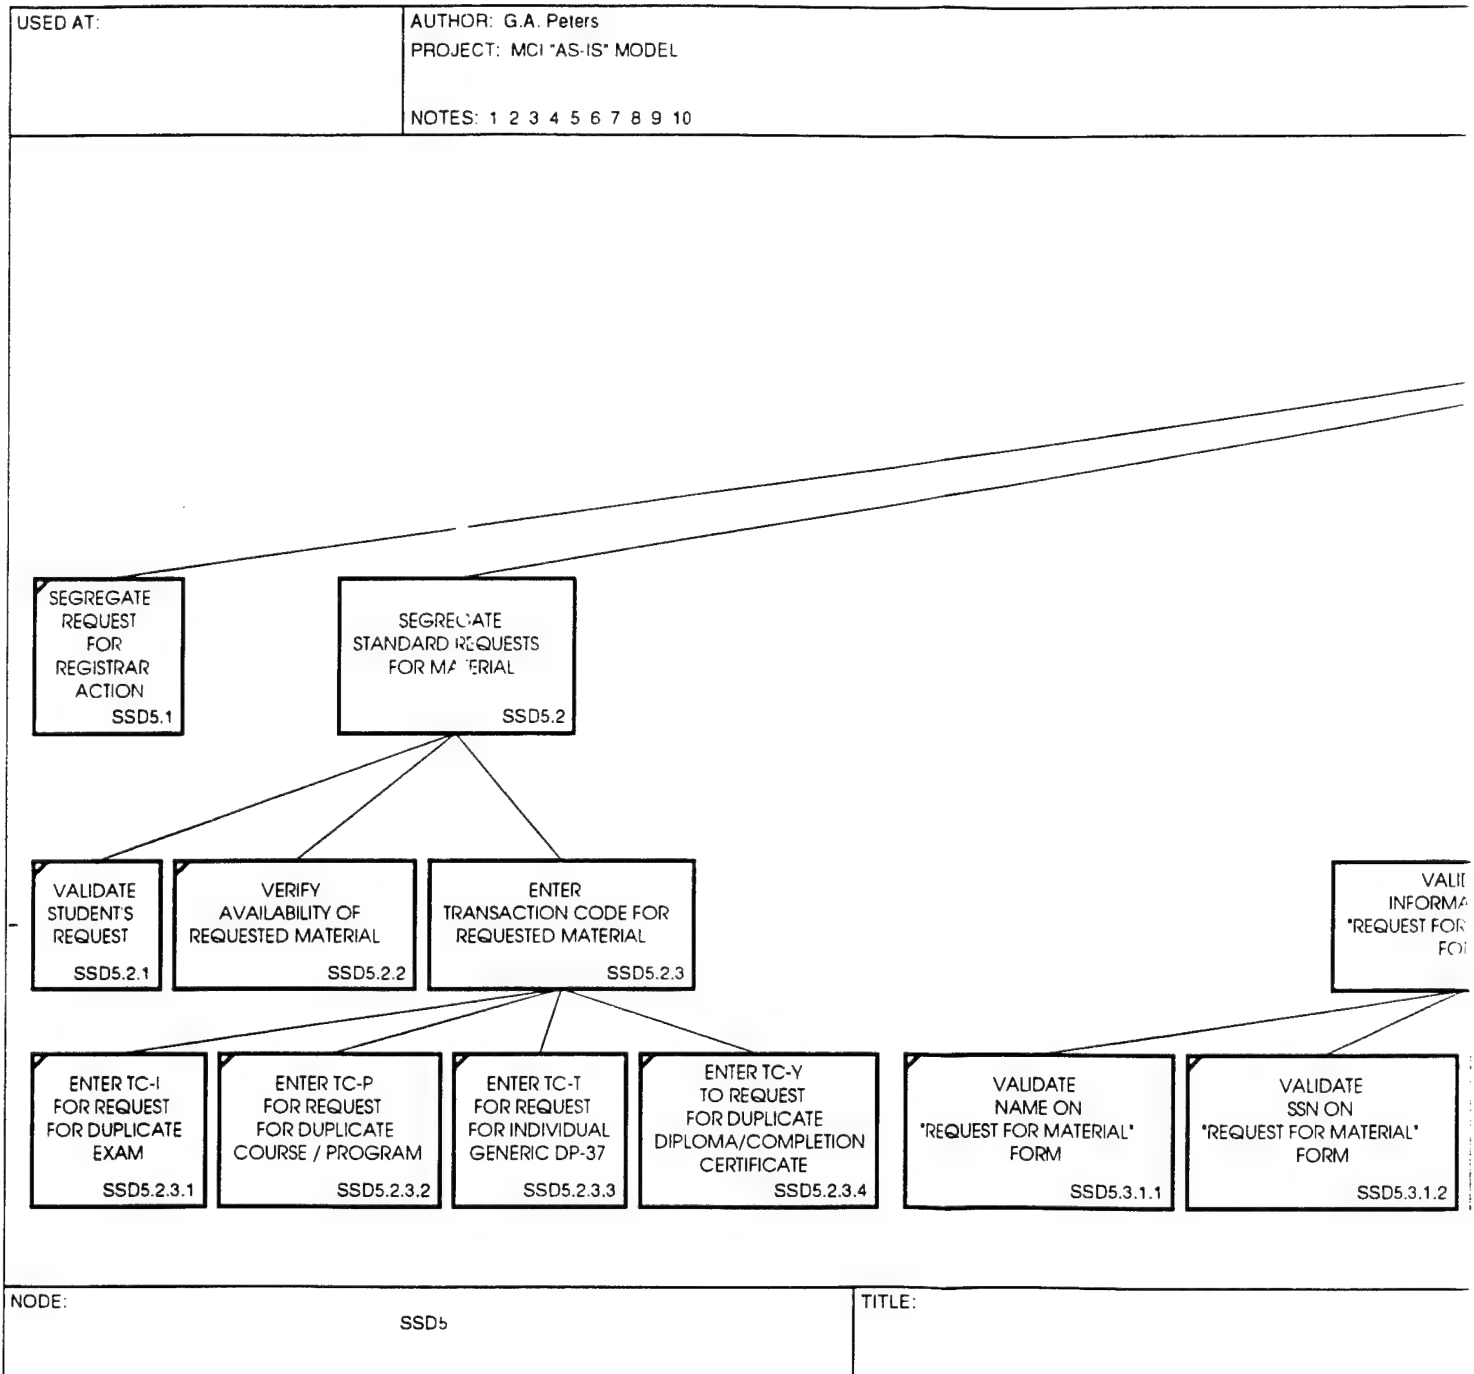 USED AT:
AUTHOR: G.A. Peters
PROJECT: MCI "AS-IS" MODEL
NOTES: 1 2 3 4 5 6 7 8 9 10
SEGREGATE
REQUEST
FOR
REGISTRAR
ACTION
SSD5.1
SEGREGATE
STANDARD REQUESTS
FOR MATERIAL
SSD5.2
VALIDATE
STUDENT'S
REQUEST
SSD5.2.1
VERIFY
AVAILABILITY OF
REQUESTED MATERIAL
SSD5.2.2
ENTER
TRANSACTION CODE FOR
REQUESTED MATERIAL
SSD5.2.3
"REQUEST FOR
ENTER TC-I
FOR REQUEST
FOR DUPLICATE
EXAM
SSD5.2.3.1
ENTER TC-P
FOR REQUEST
FOR DUPLICATE
COURSE / PROGRAM
SSD5.2.3.2
ENTER TC-T
FOR REQUEST
FOR INDIVIDUAL
GENERIC DP-37
SSD5.2.3.3
ENTER TC-Y
TO REQUEST
FOR DUPLICATE
DIPLOMA/COMPLETION
CERTIFICATE
SSD5.2.3.4
VALIDATE
NAME ON
"REQUEST FOR MATERIAL"
FORM
SSD5.3.1.1
VALIDATE
SSN ON
"REQUEST FOR MATERIAL"
FORM
SSD5.3.1.2
NODE:
SSD5
TITLE: